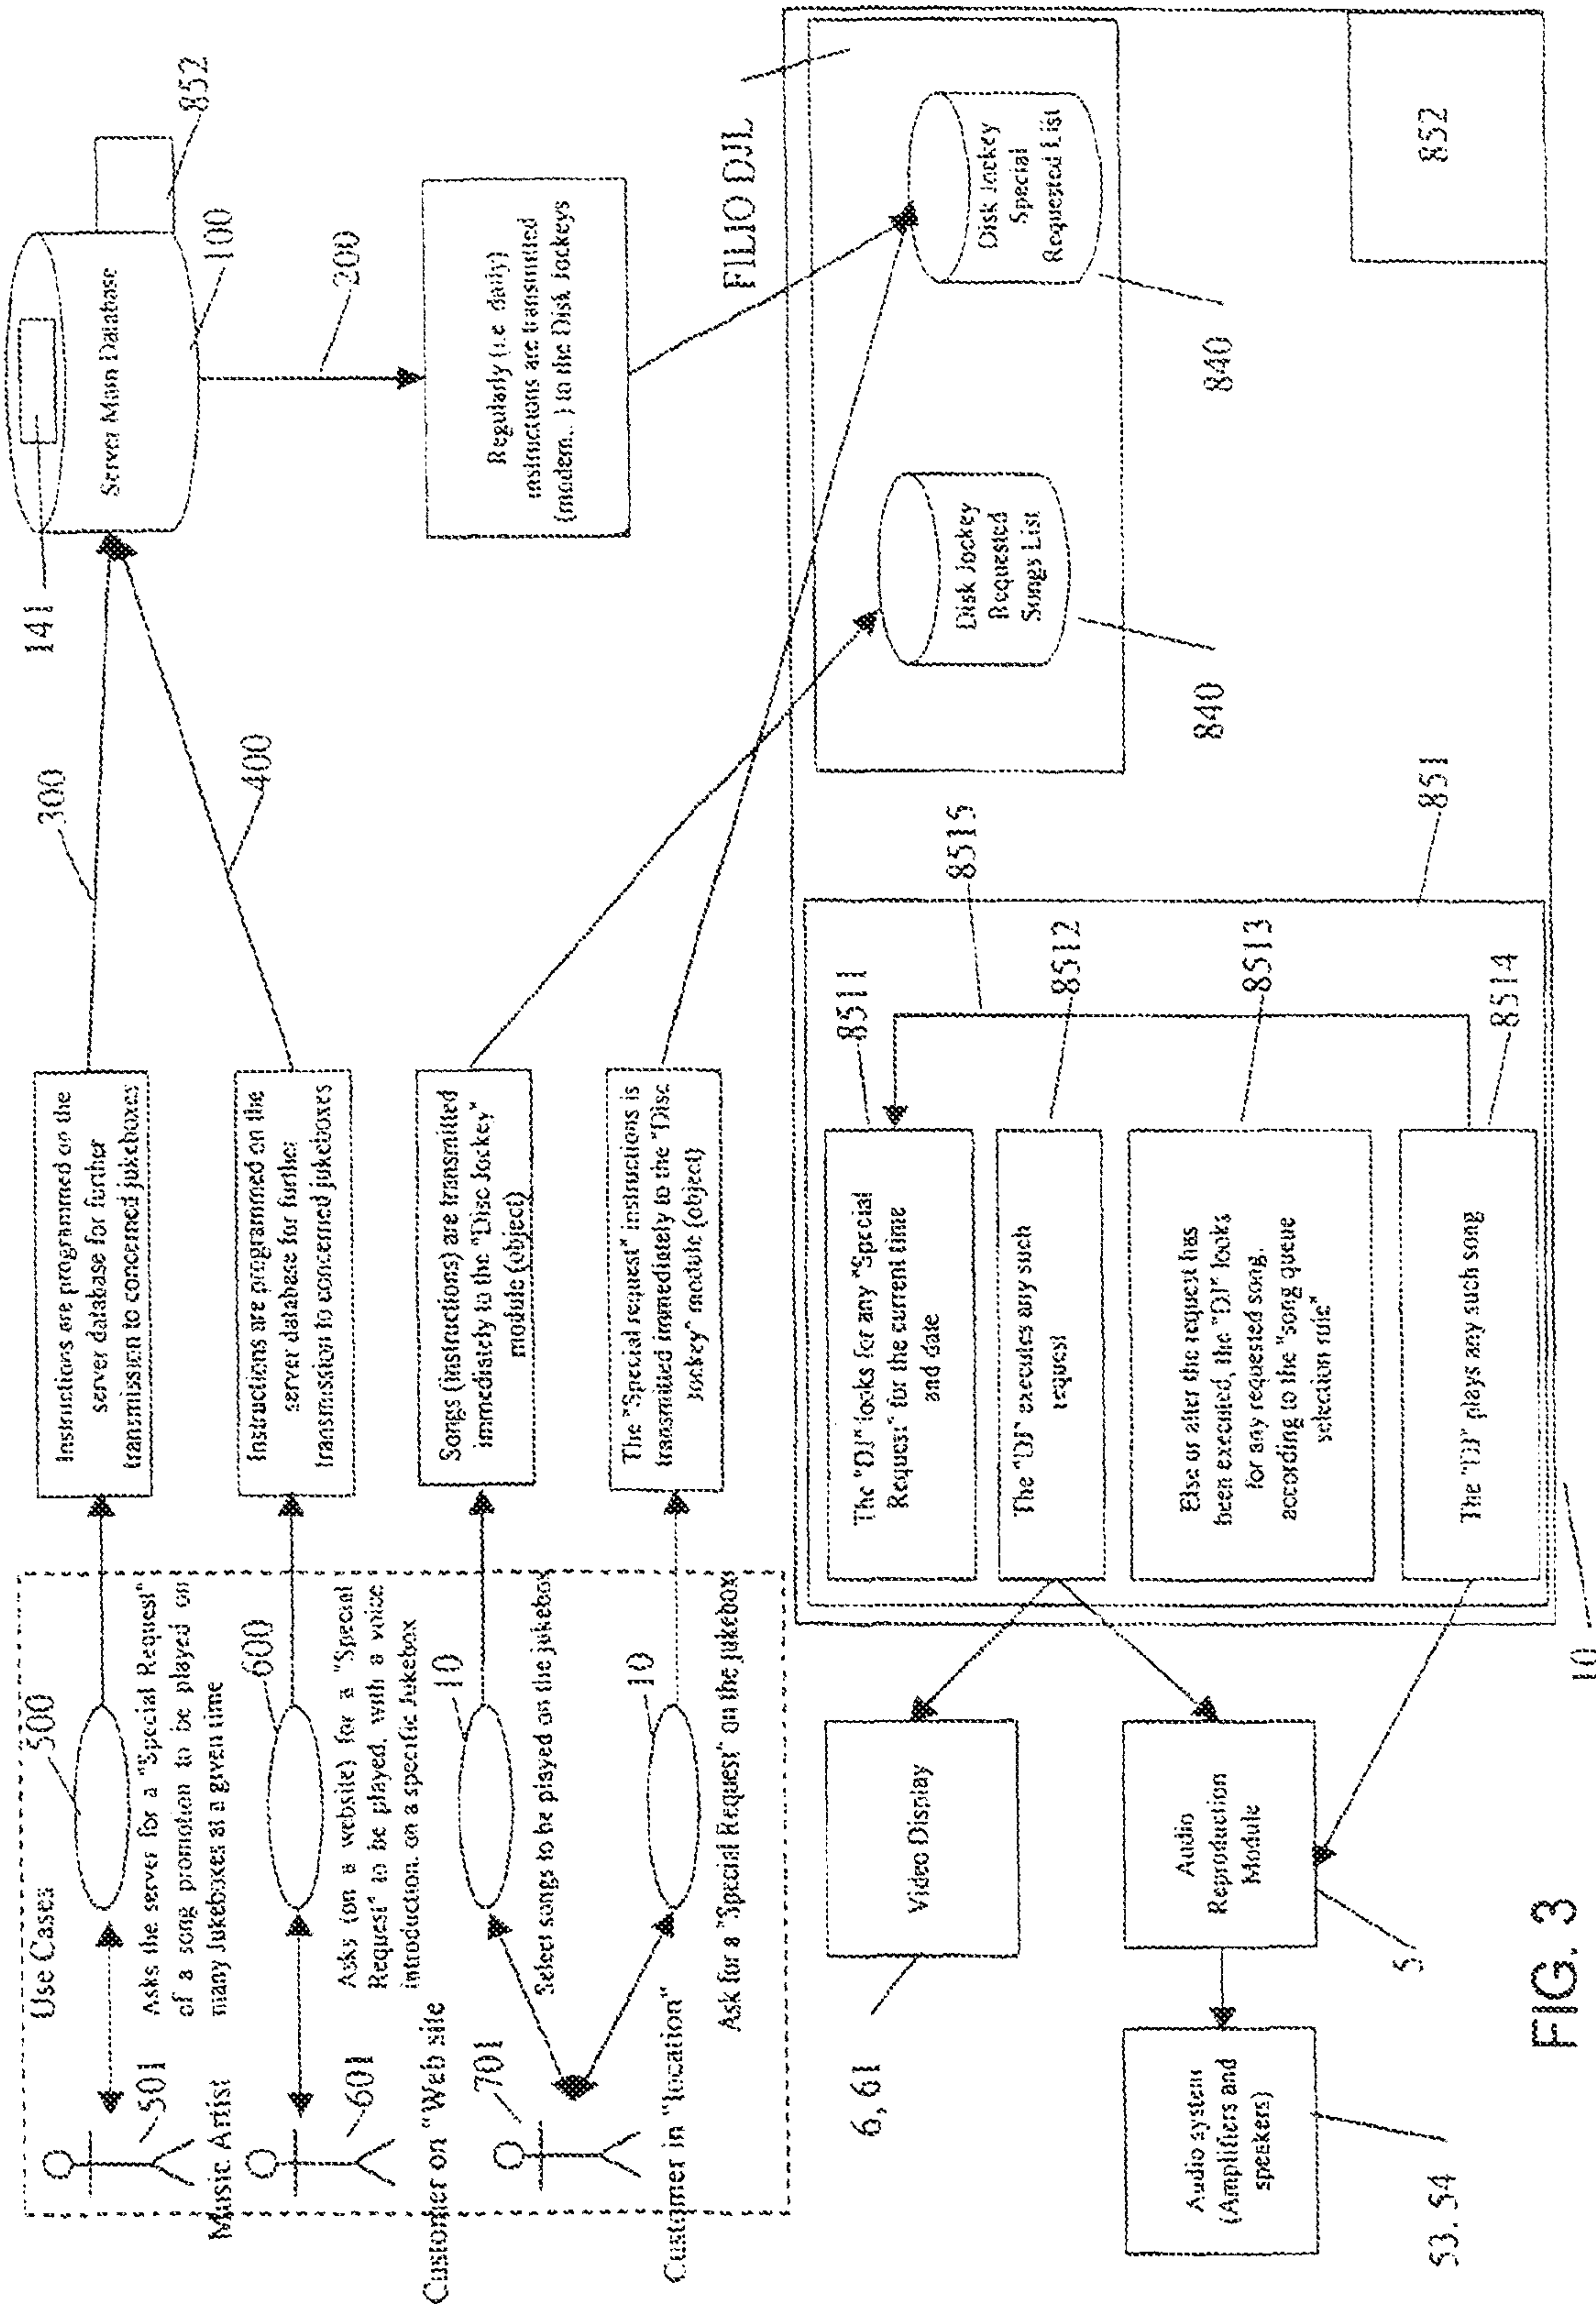 Use Cases
500
Asks the server for a "Special Request"
of a song promotion to be played on
many Jukeboxes at a given time
501
Music Artist
600
Asks (on a website) for a "Special
Request" to be played, with a voice
introduction, on a specific Jukebox
601
Customer on "Web site
10
Select songs to be played on the jukebox
701
10
Ask for a "Special Request" on the jukebox
Customer in "location"
Instructions are programmed on the
server database for further
transmission to concerned jukeboxes
300
Instructions are programmed on the
server database for further
transmission to concerned jukeboxes
400
Songs (instructions) are transmitted
immediately to the "Disc Jockey"
module (object)
The "Special request" instructions is
transmitted immediately to the "Disc
Jockey" module (object)
141
Server Main Database
852
100
200
Regularly (i.e. daily)
instructions are transmitted
(modem..) to the Disk Jockeys
FILIO DJL
Disk Jockey
Requested
Songs List
840
Disk Jockey
Special
Requested List
840
852
The "DJ" looks for any "Special
Request" for the current time
and date
8511
8515
The "DJ" executes any such
request
8512
Else or after the request has
been executed, the "DJ" looks
for any requested song,
according to the "song queue
selection rule"
8513
The "DJ" plays any such song
8514
851
10
Video Display
6, 61
Audio
Reproduction
Module
5
Audio system
(Amplifiers and
speakers)
53, 54
FIG. 3